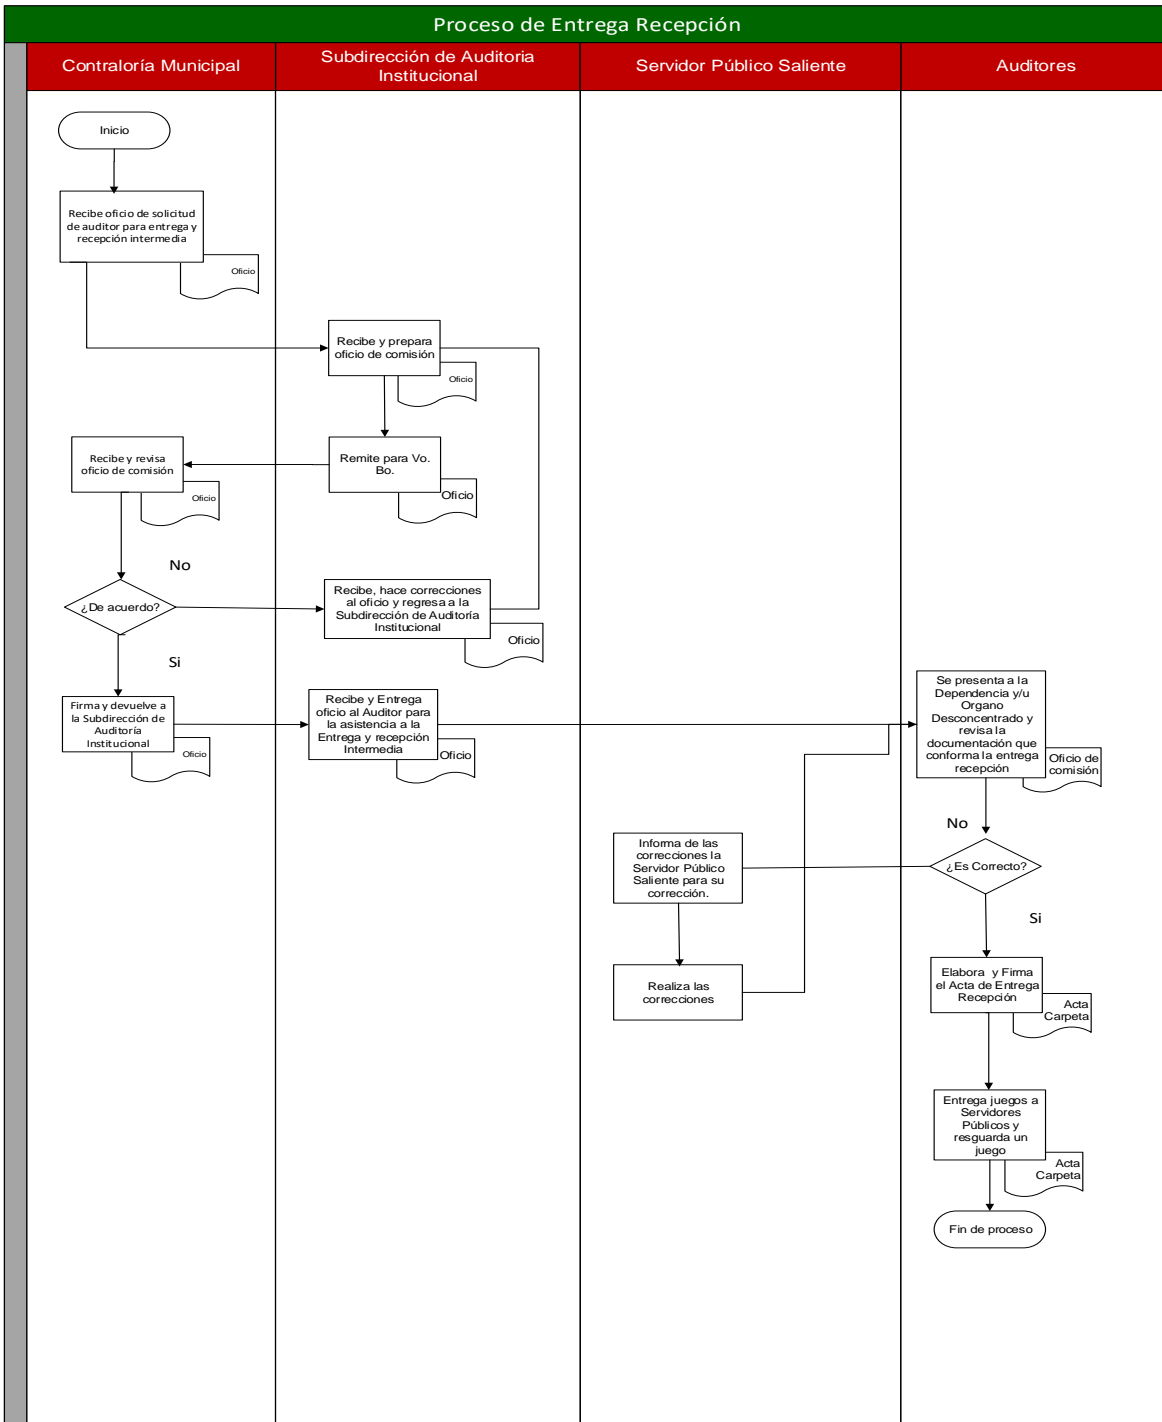 Proceso de Entrega Recepción
Contraloría Municipal
Subdirección de Auditoria
Institucional
Servidor Público Saliente
Auditores
Inicio
Recibe oficio de solicitud
de auditor para entrega y
recepción intermedia
Oficio
Recibe y prepara
oficio de comisión
Oficio
Remite para Vo.
Bo.
Oficio
Recibe y revisa
oficio de comisión
Oficio
No
¿De acuerdo?
Recibe, hace correcciones
al oficio y regresa a la
Subdirección de Auditoría
Institucional
Oficio
Si
Firma y devuelve a
la Subdirección de
Auditoría
Institucional
Oficio
Recibe y Entrega
oficio al Auditor para
la asistencia a la
Entrega y recepción
Intermedia
Oficio
Se presenta a la
Dependencia y/u
Organo
Desconcentrado y
revisa la
documentación que
conforma la entrega
recepción
Oficio de
comisión
No
¿Es Correcto?
Informa de las
correcciones la
Servidor Público
Saliente para su
corrección.
Si
Realiza las
correcciones
Elabora y Firma
el Acta de Entrega
Recepción
Acta
Carpeta
Entrega juegos a
Servidores
Públicos y
resguarda un
juego
Acta
Carpeta
Fin de proceso